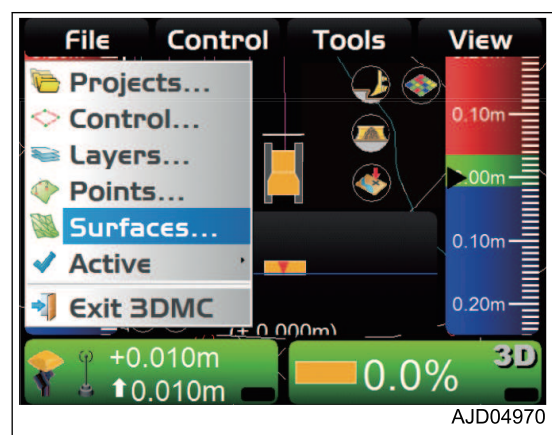 File Control Tools View
Projects...
Control...
Layers...
Points...
Surfaces...
Active
Exit 3DMC
0.10m
.00m
0.10m
0.20m
(± 0.000m)
+0.010m
0.010m
0.0%
3D
AJD04970